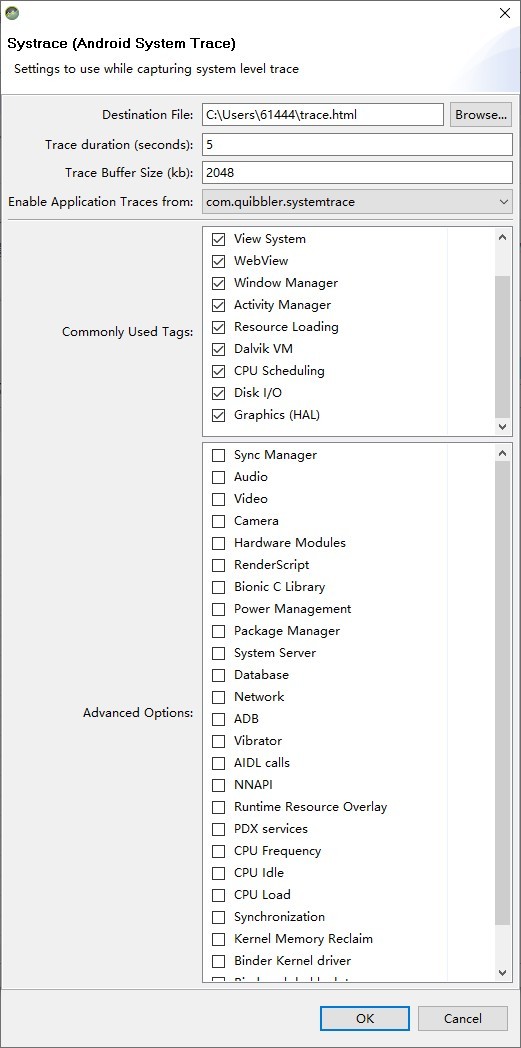 Systrace (Android System Trace)
Settings to use while capturing system level trace
Destination File: C:\Users\61444\trace.html Browse...
Trace duration (seconds): 5
Trace Buffer Size (kb): 2048
Enable Application Traces from: com.quibbler.systemtrace
Commonly Used Tags:
View System
WebView
Window Manager
Activity Manager
Resource Loading
Dalvik VM
CPU Scheduling
Disk I/O
Graphics (HAL)
Advanced Options:
Sync Manager
Audio
Video
Camera
Hardware Modules
RenderScript
Bionic C Library
Power Management
Package Manager
System Server
Database
Network
ADB
Vibrator
AIDL calls
NNAPI
Runtime Resource Overlay
PDX services
CPU Frequency
CPU Idle
CPU Load
Synchronization
Kernel Memory Reclaim
Binder Kernel driver
OK Cancel